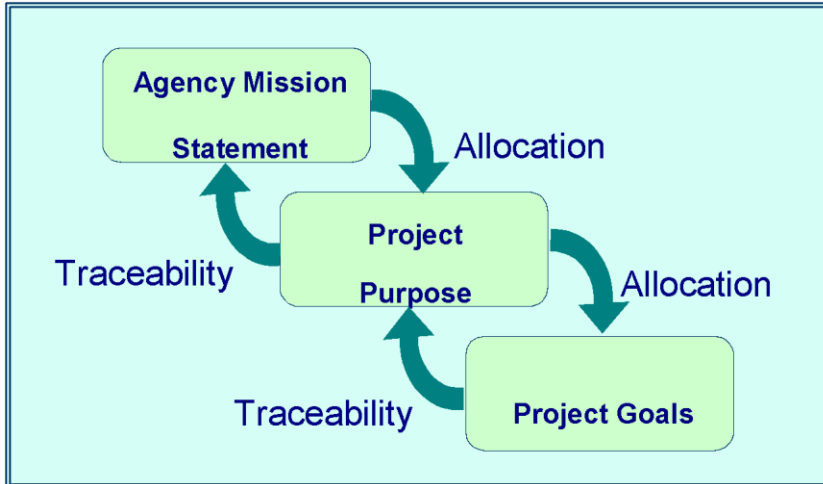 Agency Mission
Statement
Allocation
Project
Purpose
Traceability
Allocation
Project Goals
Traceability